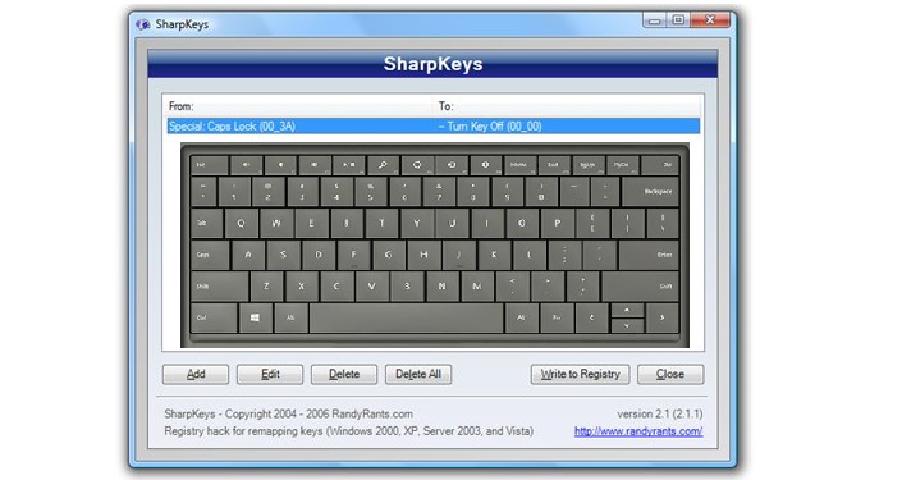 SharpKeys
SharpKeys
From: To:
Special: Caps Lock (00_3A) -- Turn Key Off (00_00)
Backspace
Tab Q W E T Y U O P
Caps A S D F G H J K L Enter
Shift Z X C V B N M Shift
Ctrl Alt Alt Fn
Add Edit Delete Delete All Write to Registry Close
SharpKeys - Copyright 2004 - 2006 RandyRants.com version 2.1 (2.1.1)
Registry hack for remapping keys (Windows 2000, XP, Server 2003, and Vista) http://www.randyrants.com/